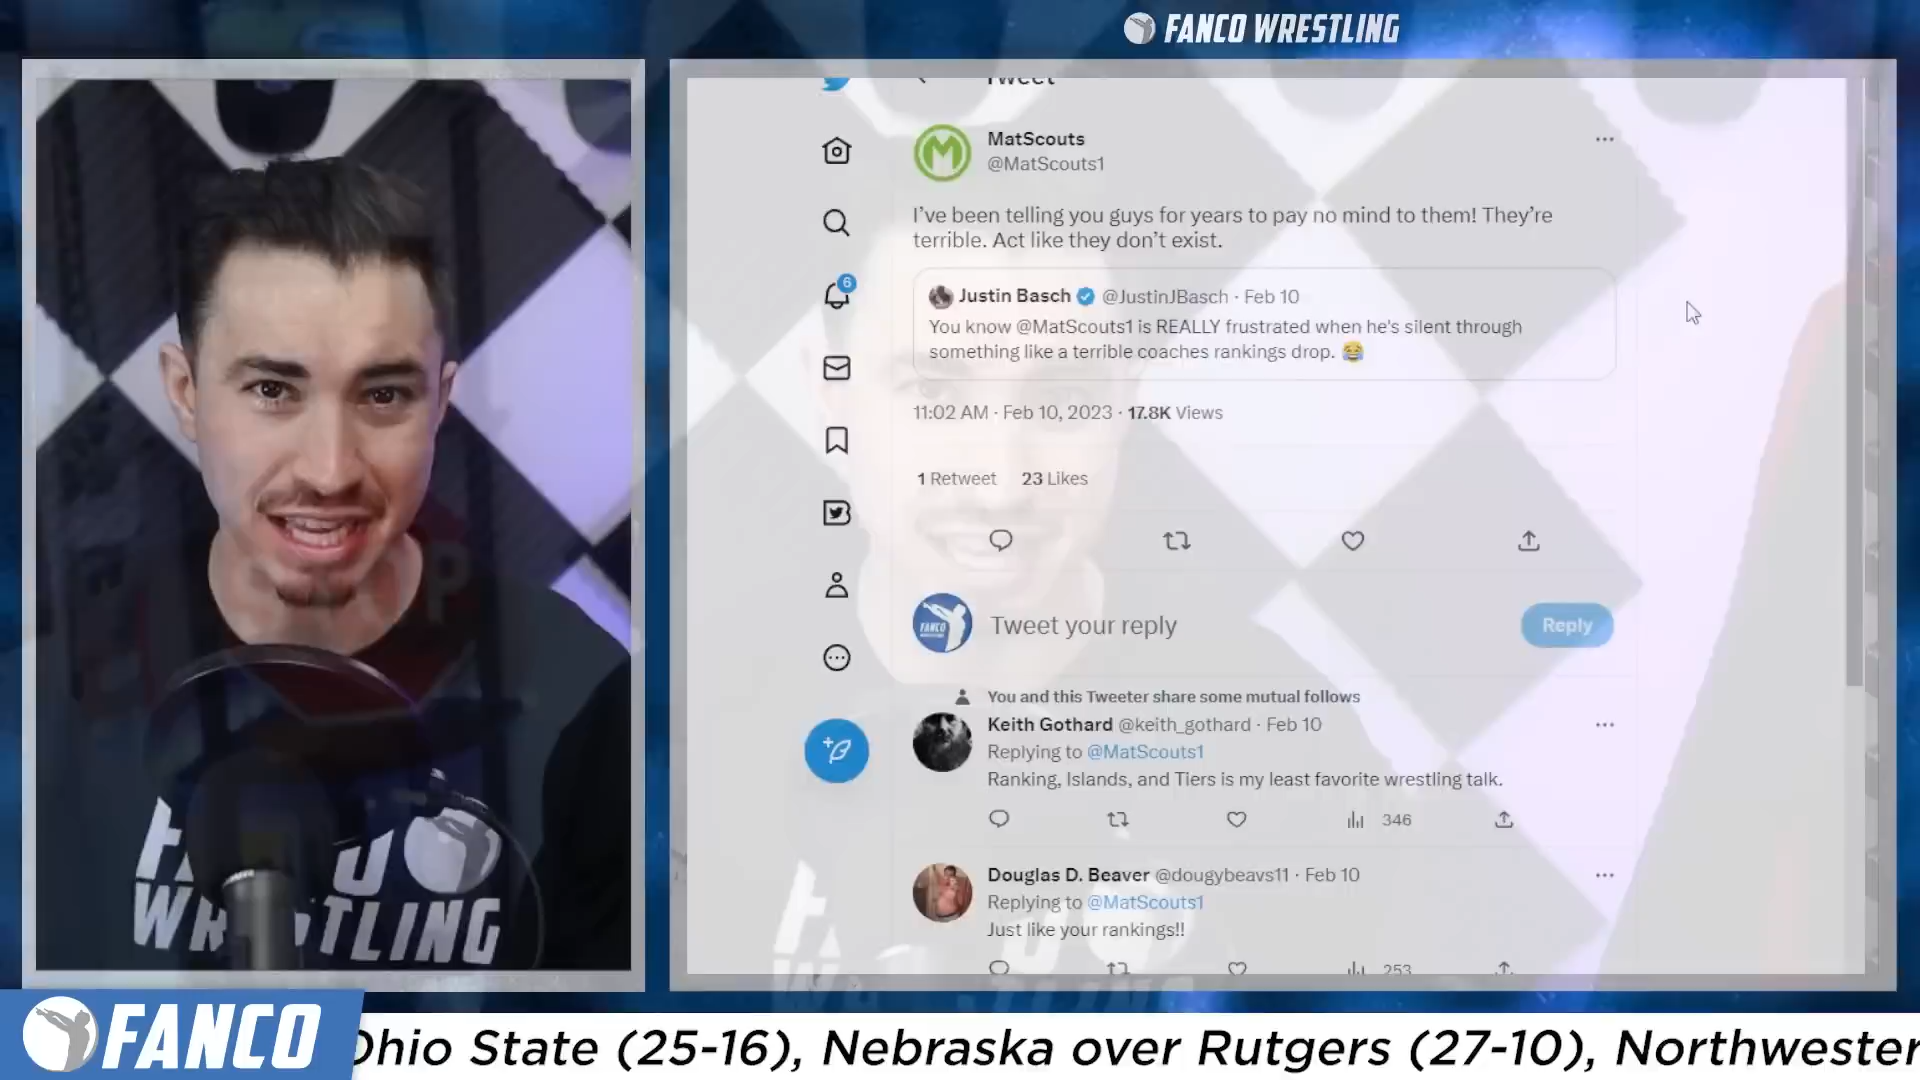 FANCO WRESTLING
Tweet
MatScouts
@MatScouts1
I've been telling you guys for years to pay no mind to them! They're
terrible. Act like they don't exist.
Justin Basch @JustinJBasch · Feb 10
You know @MatScouts1 is REALLY frustrated when he's silent through
something like a terrible coaches rankings drop. 😂
11:02 AM · Feb 10, 2023 · 17.8K Views
1 Retweet 23 Likes
6
FANCO
Tweet your reply
Reply
You and this Tweeter share some mutual follows
Keith Gothard @keith_gothard · Feb 10
Replying to @MatScouts1
Ranking, Islands, and Tiers is my least favorite wrestling talk.
346
Douglas D. Beaver @dougybeavs11 · Feb 10
Replying to @MatScouts1
Just like your rankings!!
253
FANCO
Ohio State (25-16), Nebraska over Rutgers (27-10), Northwester